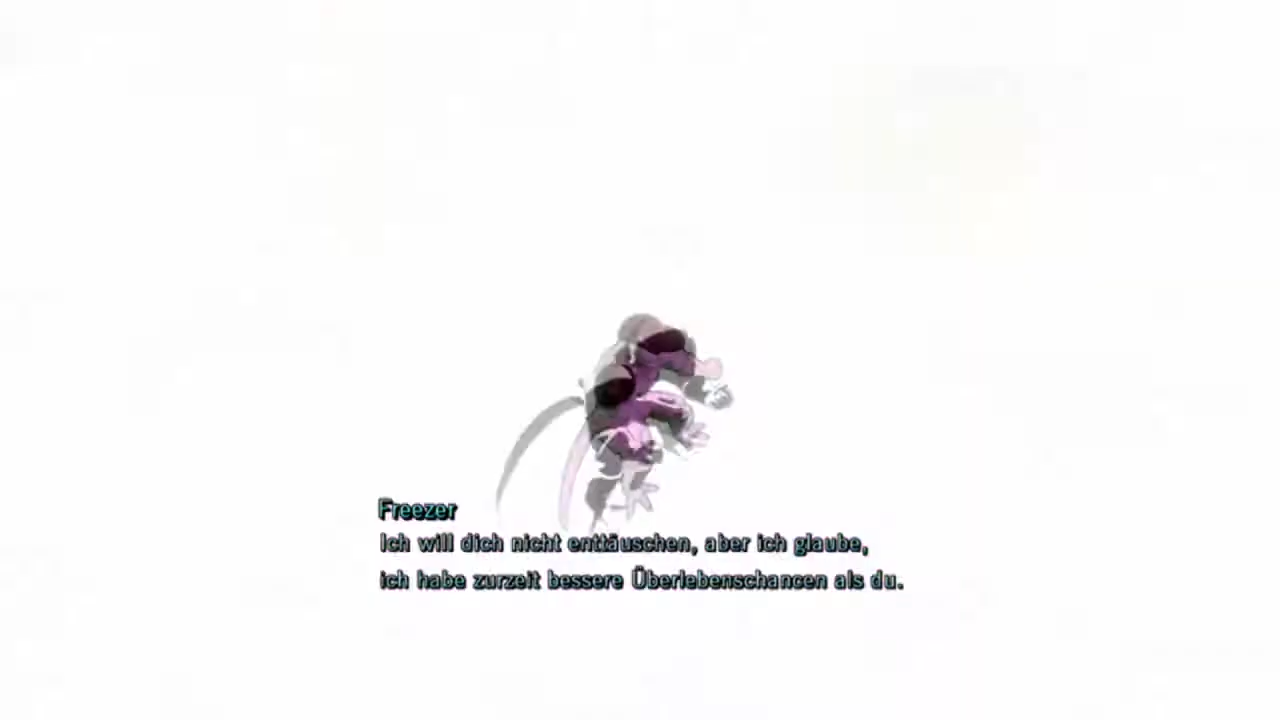 Freezer
Ich will dich nicht enttäuschen, aber ich glaube,
ich habe zurzeit bessere Überlebenschancen als du.